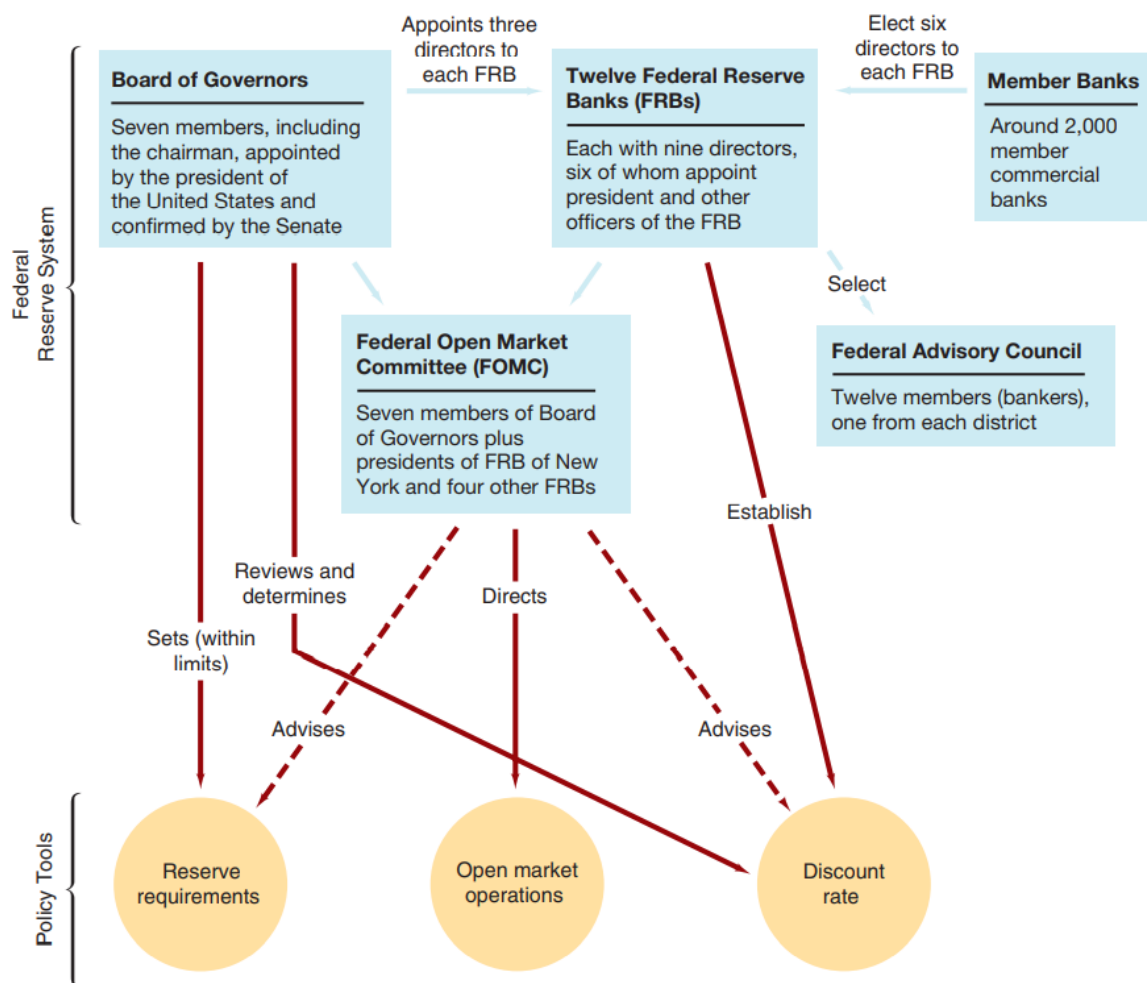 Appoints three
directors to
each FRB
Elect six
directors to
each FRB
Board of Governors
Seven members, including
the chairman, appointed
by the president of
the United States and
confirmed by the Senate
Twelve Federal Reserve
Banks (FRBs)
Each with nine directors,
six of whom appoint
president and other
officers of the FRB
Member Banks
Around 2,000
member
commercial
banks
Federal
Reserve System
Select
Federal Open Market
Committee (FOMC)
Seven members of Board
of Governors plus
presidents of FRB of New
York and four other FRBs
Federal Advisory Council
Twelve members (bankers),
one from each district
Establish
Reviews and
determines
Directs
Sets (within
limits)
Advises
Advises
Policy Tools
Reserve
requirements
Open market
operations
Discount
rate